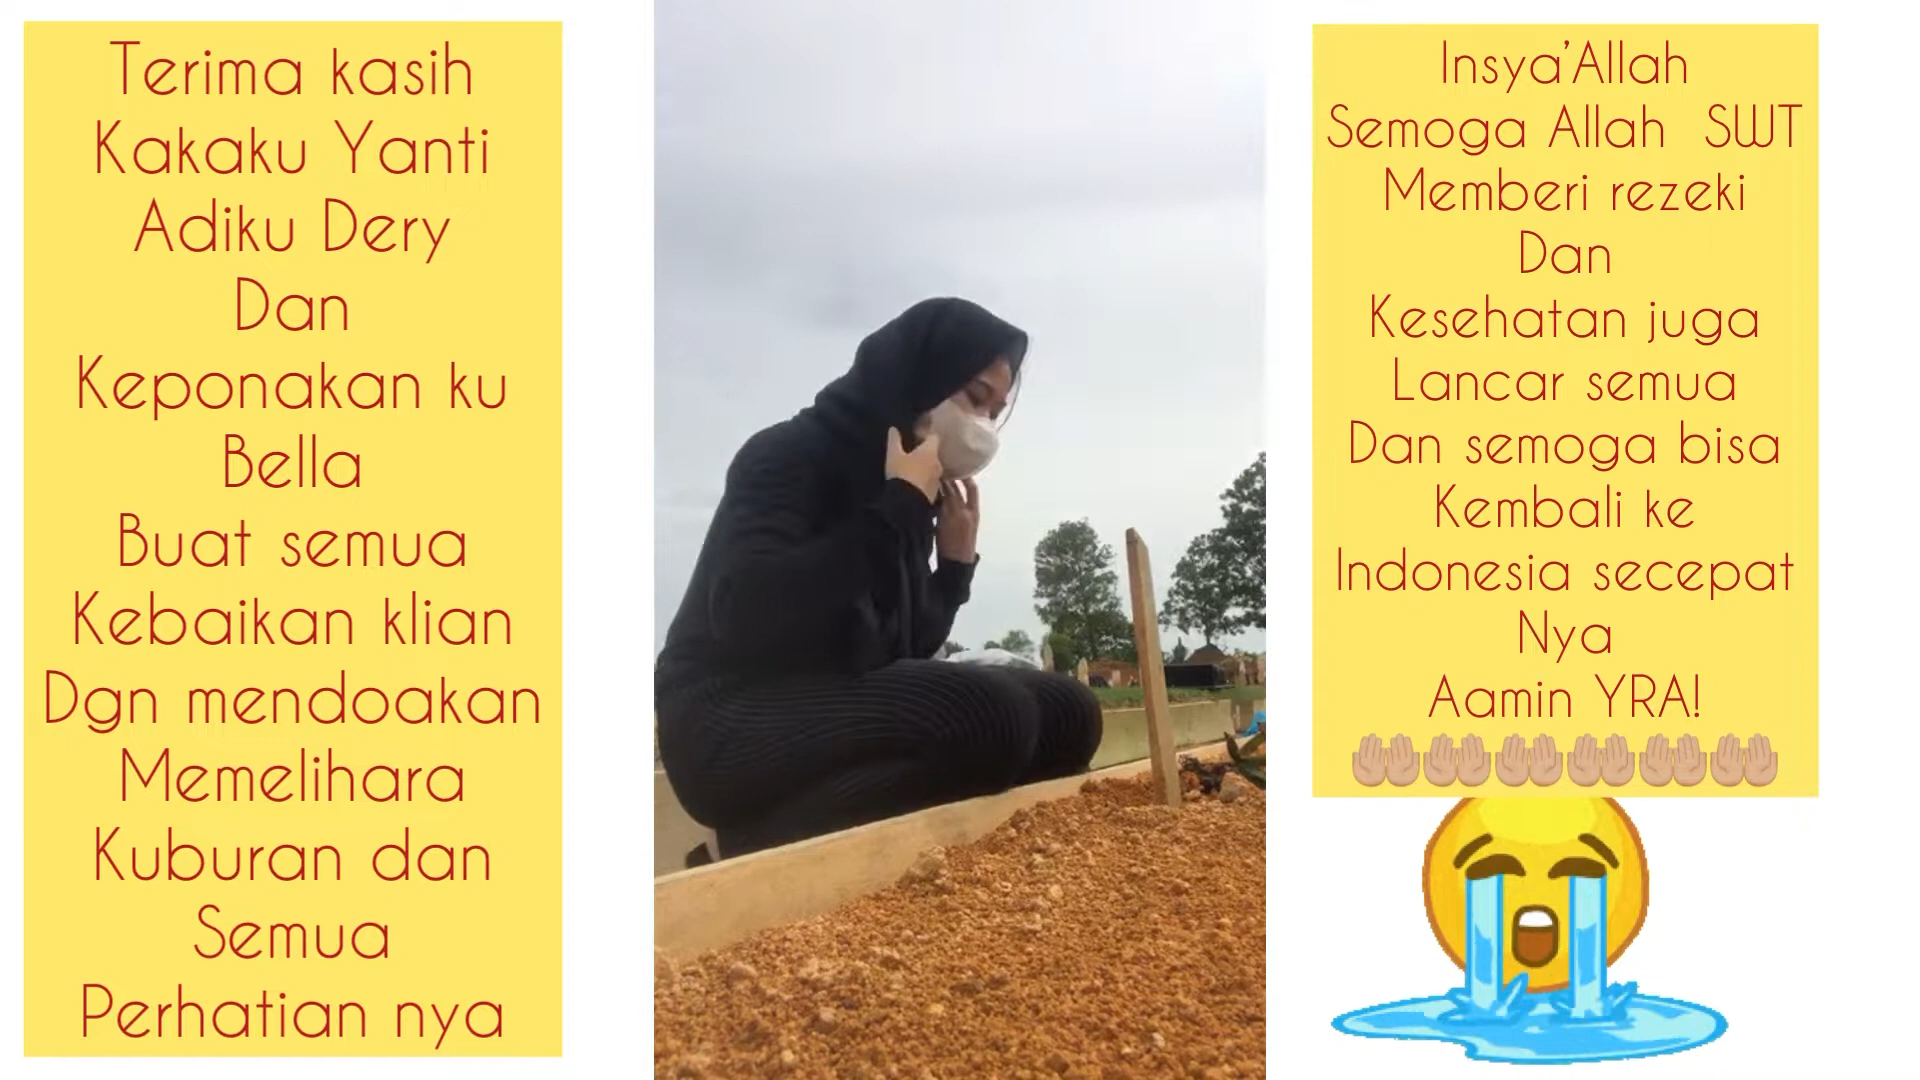 Terima kasih
Kakaku Yanti
Adiku Dery
Dan
Keponakan ku
Bella
Buat semua
Kebaikan klian
Dgn mendoakan
Memelihara
Kuburan dan
Semua
Perhatian nya
Insya'Allah
Semoga Allah SWT
Memberi rezeki
Dan
Kesehatan juga
Lancar semua
Dan semoga bisa
Kembali ke
Indonesia secepat
Nya
Aamin YRA!
🤲🏼🤲🏼🤲🏼🤲🏼🤲🏼🤲🏼